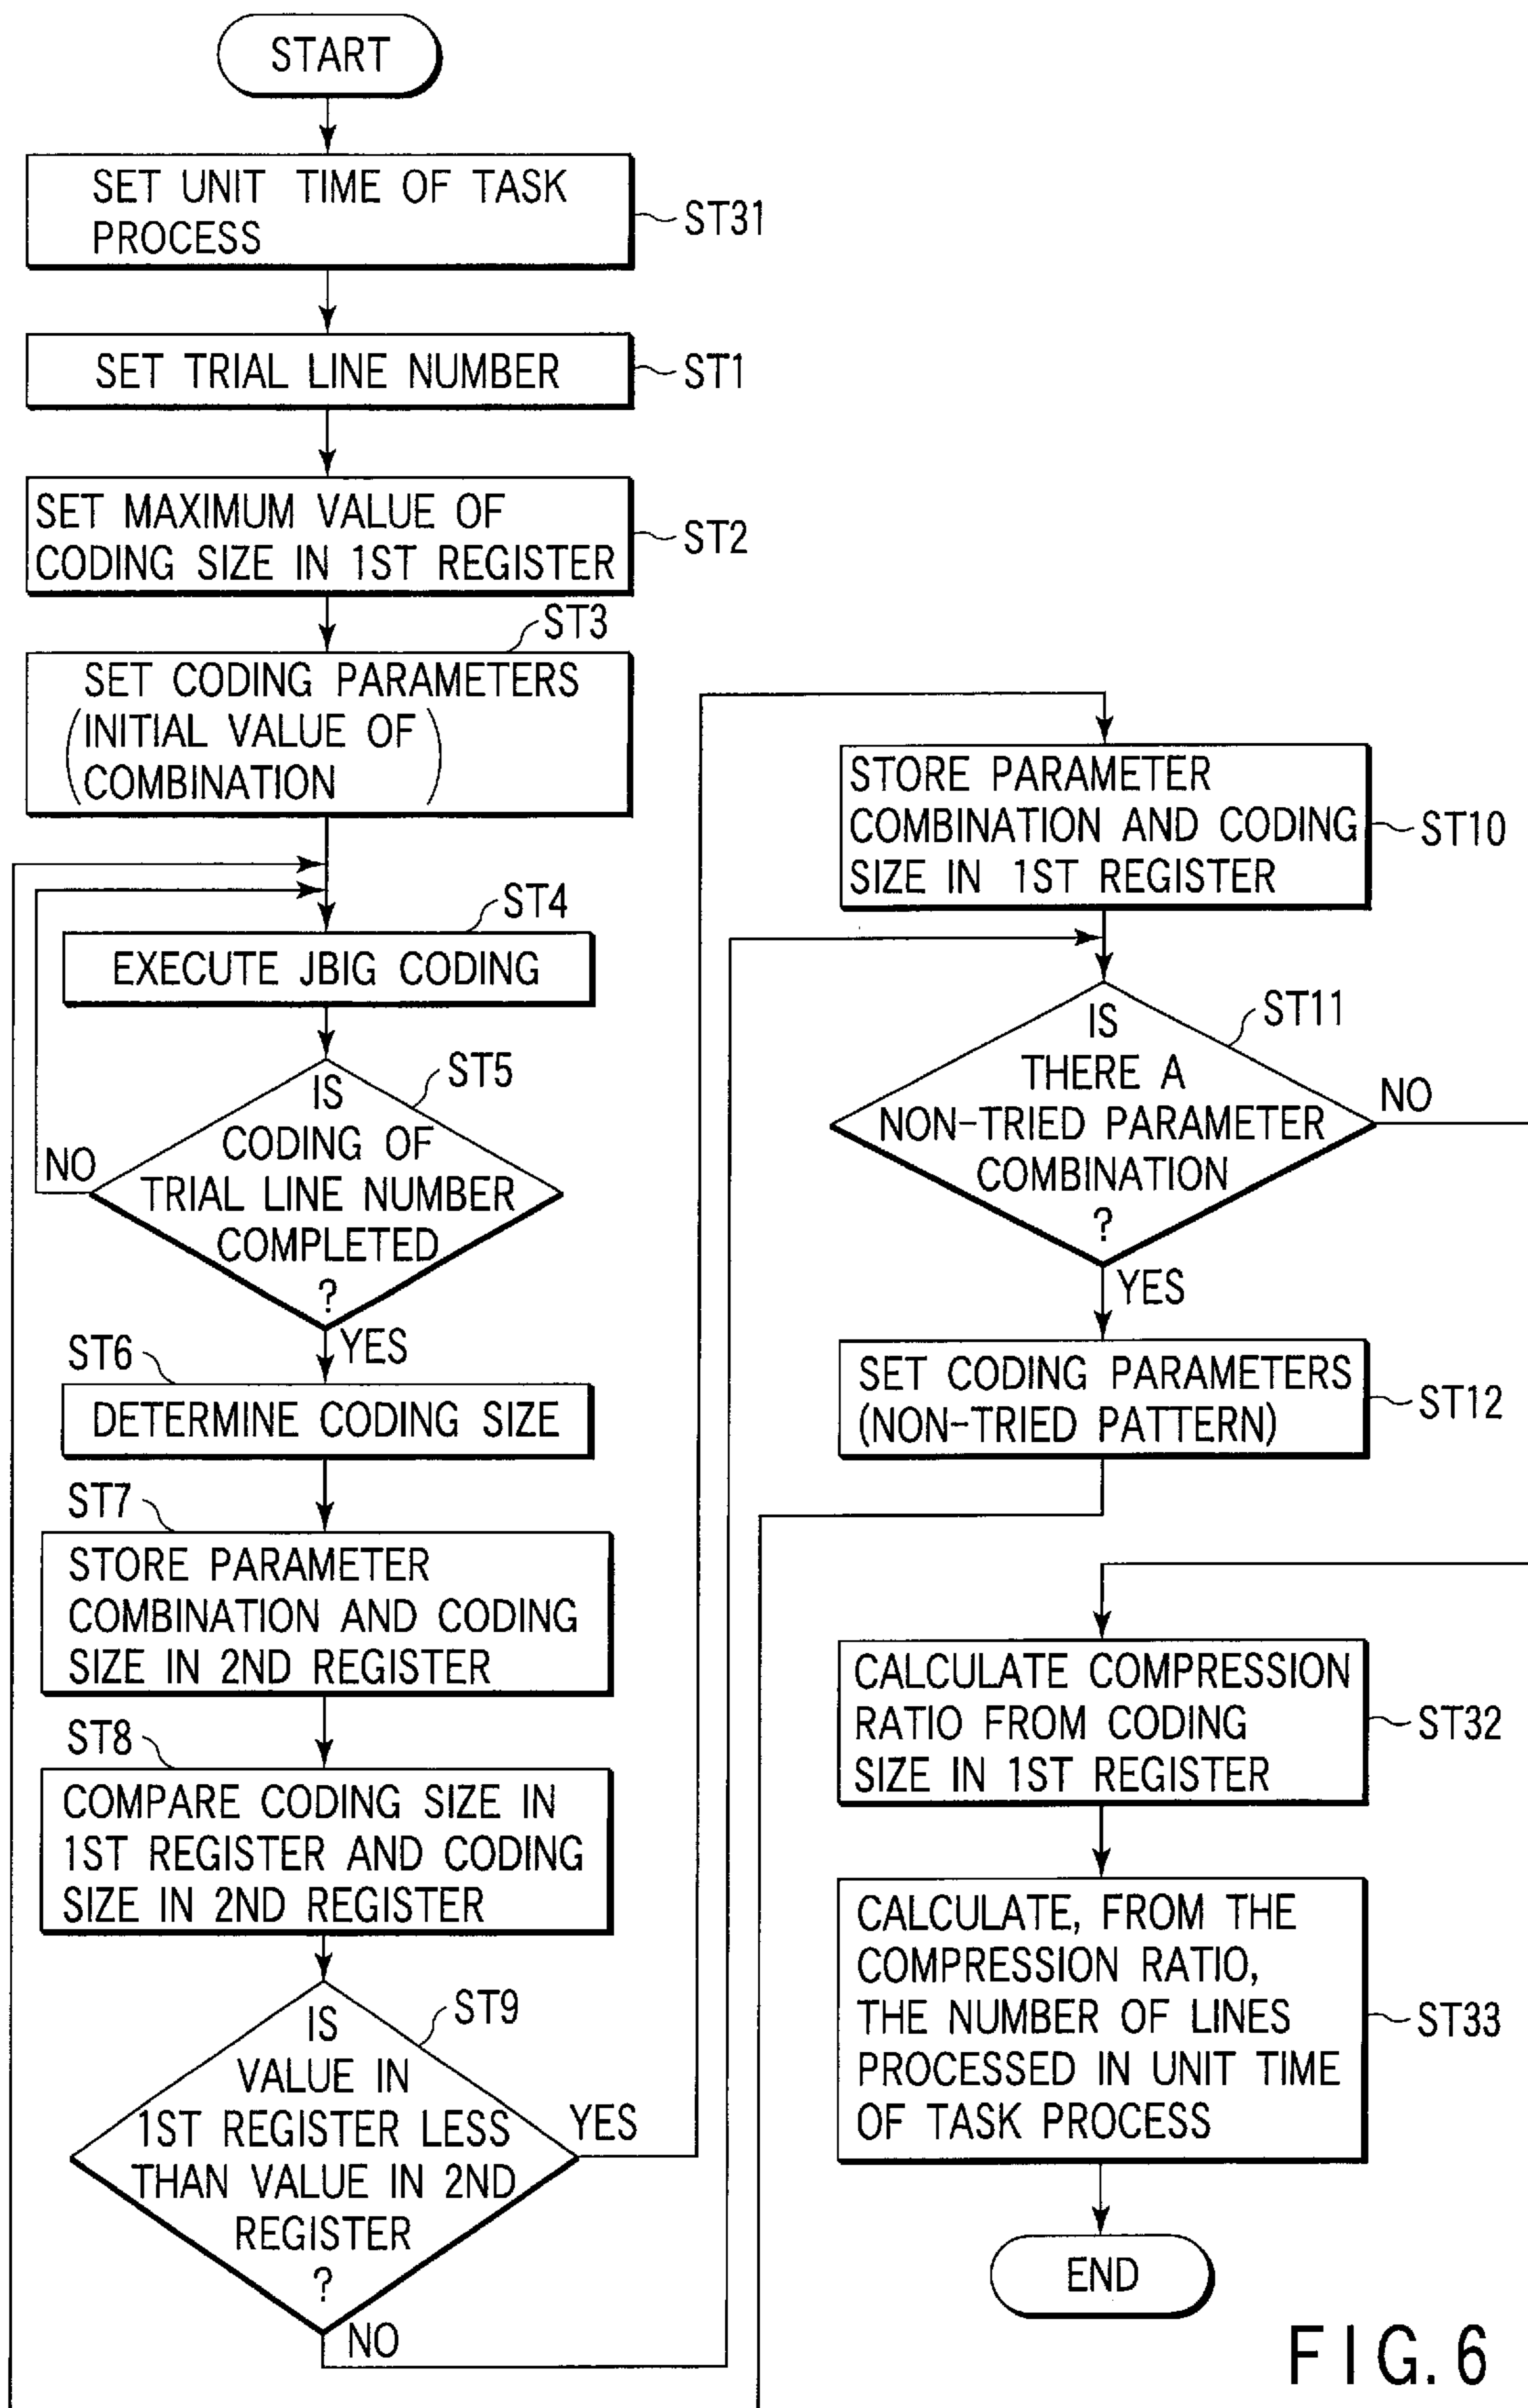 START
SET UNIT TIME OF TASK
PROCESS
ST31
SET TRIAL LINE NUMBER
ST1
SET MAXIMUM VALUE OF
CODING SIZE IN 1ST REGISTER
ST2
ST3
SET CODING PARAMETERS
(INITIAL VALUE OF
COMBINATION)
ST4
EXECUTE JBIG CODING
ST5
IS
CODING OF
TRIAL LINE NUMBER
COMPLETED
?
NO
YES
ST6
DETERMINE CODING SIZE
ST7
STORE PARAMETER
COMBINATION AND CODING
SIZE IN 2ND REGISTER
ST8
COMPARE CODING SIZE IN
1ST REGISTER AND CODING
SIZE IN 2ND REGISTER
ST9
IS
VALUE IN
1ST REGISTER LESS
THAN VALUE IN 2ND
REGISTER
?
YES
NO
STORE PARAMETER
COMBINATION AND CODING
SIZE IN 1ST REGISTER
ST10
ST11
IS
THERE A
NON-TRIED PARAMETER
COMBINATION
?
NO
YES
SET CODING PARAMETERS
(NON-TRIED PATTERN)
ST12
CALCULATE COMPRESSION
RATIO FROM CODING
SIZE IN 1ST REGISTER
ST32
CALCULATE, FROM THE
COMPRESSION RATIO,
THE NUMBER OF LINES
PROCESSED IN UNIT TIME
OF TASK PROCESS
ST33
END
FIG. 6